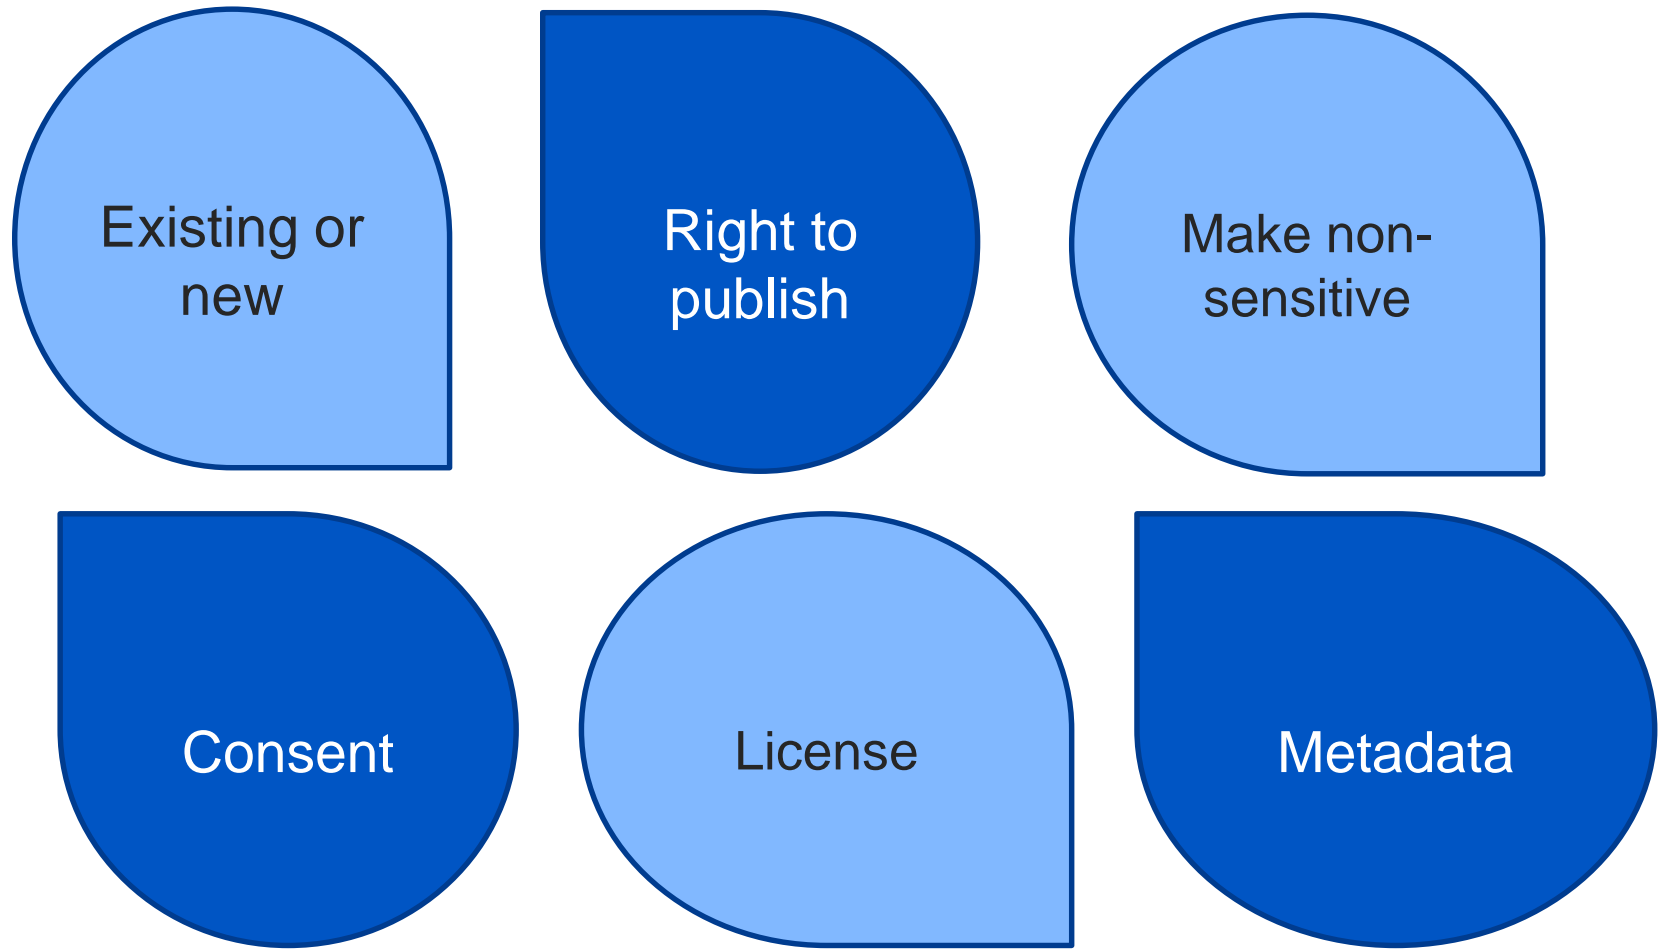 Existing or
new
Right to
publish
Make non-
sensitive
Consent
License
Metadata